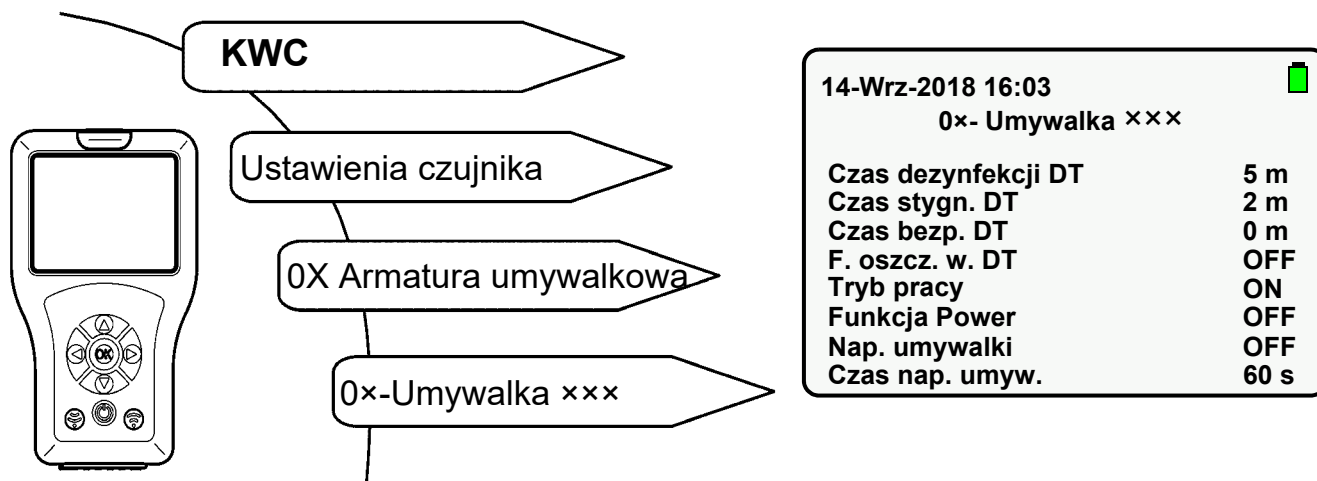 KWC
Ustawienia czujnika
0X Armatura umywalkowa
0×-Umywalka ×××
OK
14-Wrz-2018 16:03
0×- Umywalka ×××
Czas dezynfekcji DT 5 m
Czas stygn. DT 2 m
Czas bezp. DT 0 m
F. oszcz. w. DT OFF
Tryb pracy ON
Funkcja Power OFF
Nap. umywalki OFF
Czas nap. umyw. 60 s